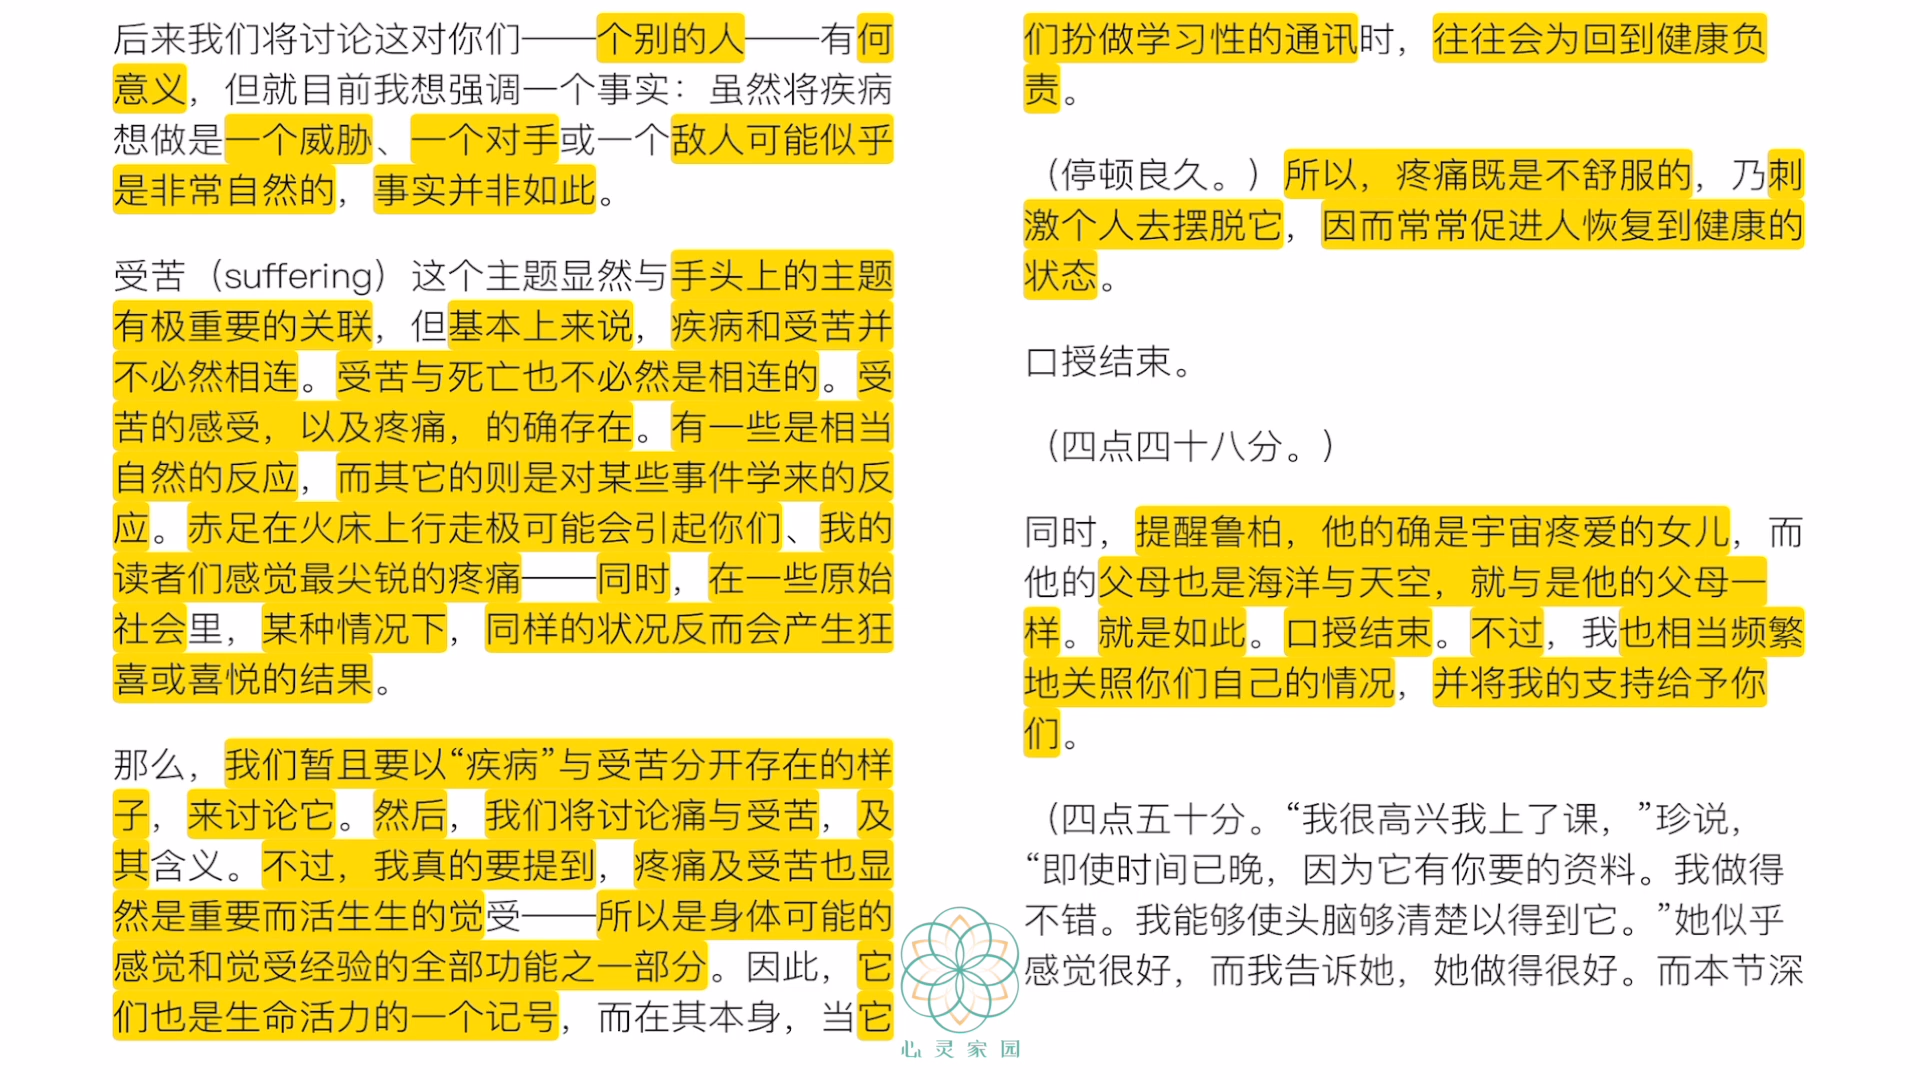 后来我们将讨论这对你们——个别的人——有何
意义，但就目前我想强调一个事实：虽然将疾病
想做是一个威胁、一个对手或一个敌人可能似乎
是非常自然的，事实并非如此。
受苦（suffering）这个主题显然与手头上的主题
有极重要的关联，但基本上来说，疾病和受苦并
不必然相连。受苦与死亡也不必然是相连的。受
苦的感受，以及疼痛，的确存在。有一些是相当
自然的反应，而其它的则是对某些事件学来的反
应。赤足在火床上行走极可能会引起你们、我的
读者们感觉最尖锐的疼痛——同时，在一些原始
社会里，某种情况下，同样的状况反而会产生狂
喜或喜悦的结果。
那么，我们暂且要以“疾病”与受苦分开存在的样
子，来讨论它。然后，我们将讨论痛与受苦，及
其含义。不过，我真的要提到，疼痛及受苦也显
然是重要而活生生的觉受——所以是身体可能的
感觉和觉受经验的全部功能之一部分。因此，它
们也是生命活力的一个记号，而在其本身，当它
们扮做学习性的通讯时，往往会为回到健康负
责。
（停顿良久。）所以，疼痛既是不舒服的，乃刺
激个人去摆脱它，因而常常促进人恢复到健康的
状态。
口授结束。
（四点四十八分。）
同时，提醒鲁柏，他的确是宇宙疼爱的女儿，而
他的父母也是海洋与天空，就与是他的父母一
样。就是如此。口授结束。不过，我也相当频繁
地关照你们自己的情况，并将我的支持给予你
们。
（四点五十分。“我很高兴我上了课，”珍说，
“即使时间已晚，因为它有你要的资料。我做得
不错。我能够使头脑够清楚以得到它。”她似乎
感觉很好，而我告诉她，她做得很好。而本节深
心灵家园